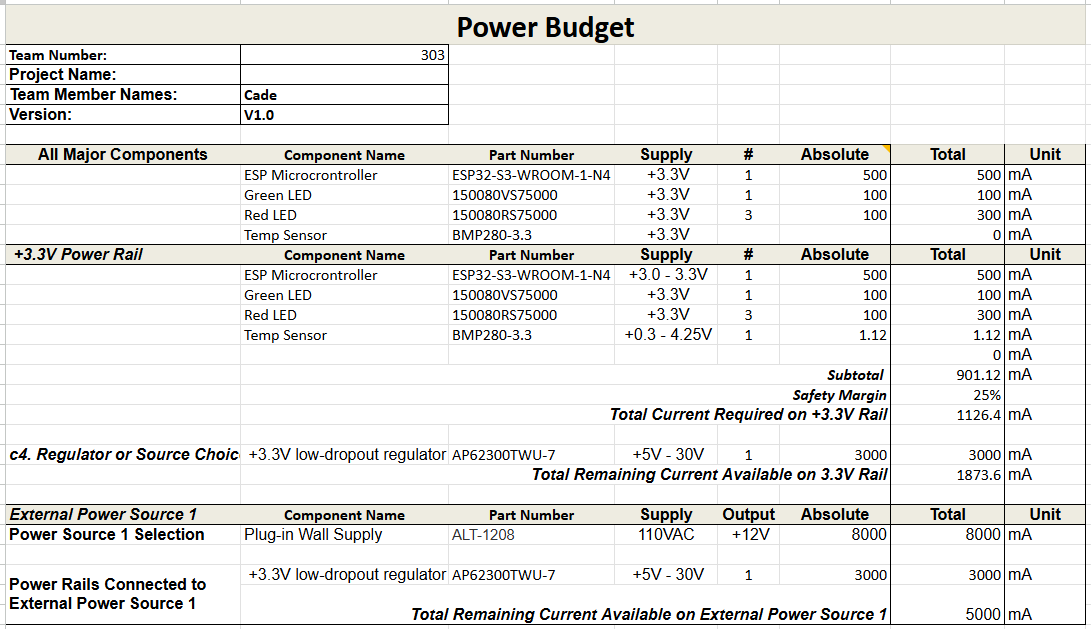 Power Budget
Team Number: 303
Project Name:
Team Member Names: Cade
Version: V1.0
All Major Components Component Name Part Number Supply # Absolute Total Unit
ESP Microcontroller ESP32-S3-WROOM-1-N4 +3.3V 1 500 500 mA
Green LED 150080VS75000 +3.3V 1 100 100 mA
Red LED 150080RS75000 +3.3V 3 100 300 mA
Temp Sensor BMP280-3.3 +3.3V 0 mA
+3.3V Power Rail Component Name Part Number Supply # Absolute Total Unit
ESP Microcontroller ESP32-S3-WROOM-1-N4 +3.0 - 3.3V 1 500 500 mA
Green LED 150080VS75000 +3.3V 1 100 100 mA
Red LED 150080RS75000 +3.3V 3 100 300 mA
Temp Sensor BMP280-3.3 +0.3 - 4.25V 1 1.12 1.12 mA
0 mA
Subtotal 901.12 mA
Safety Margin 25%
Total Current Required on +3.3V Rail 1126.4 mA
c4. Regulator or Source Choic +3.3V low-dropout regulator AP62300TWU-7 +5V - 30V 1 3000 3000 mA
Total Remaining Current Available on 3.3V Rail 1873.6 mA
External Power Source 1 Component Name Part Number Supply Output Absolute Total Unit
Power Source 1 Selection Plug-in Wall Supply ALT-1208 110VAC +12V 8000 8000 mA
+3.3V low-dropout regulator AP62300TWU-7 +5V - 30V 1 3000 3000 mA
Power Rails Connected to
External Power Source 1
Total Remaining Current Available on External Power Source 1 5000 mA